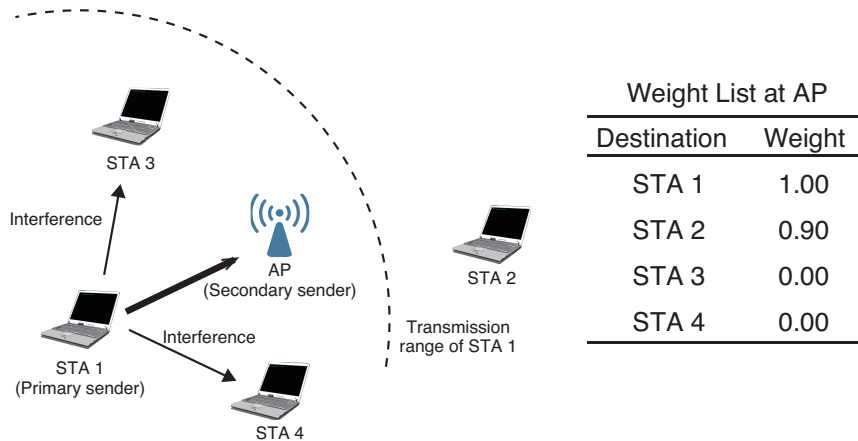 STA 3
Interference
AP
(Secondary sender)
STA 2
Interference
Transmission
range of STA 1
STA 1
(Primary sender)
STA 4
Weight List at AP
Destination Weight
STA 1 1.00
STA 2 0.90
STA 3 0.00
STA 4 0.00